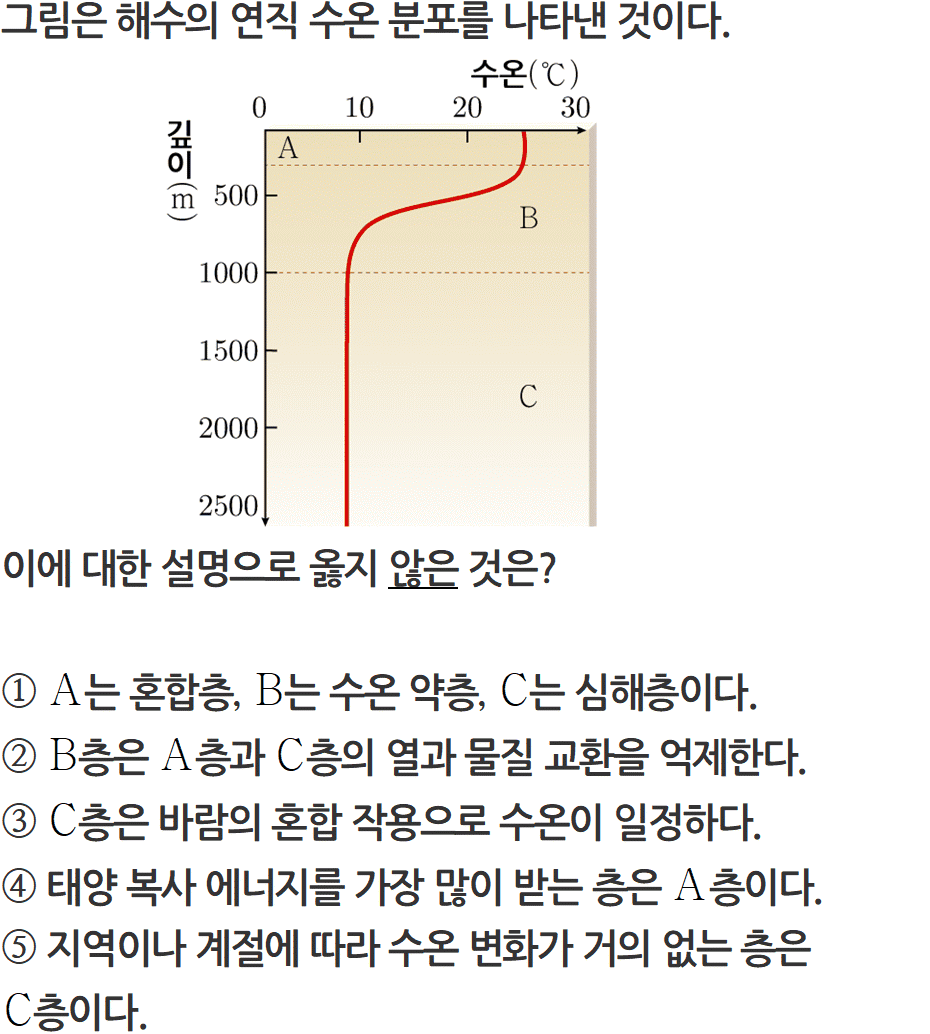 그림은 해수의 연직 수온 분포를 나타낸 것이다.
수온(℃)
0 10 20 30
깊이(m)
A
500
B
1000
1500
C
2000
2500
이에 대한 설명으로 옳지 않은 것은?
① A는 혼합층, B는 수온 약층, C는 심해층이다.
② B층은 A층과 C층의 열과 물질 교환을 억제한다.
③ C층은 바람의 혼합 작용으로 수온이 일정하다.
④ 태양 복사 에너지를 가장 많이 받는 층은 A층이다.
⑤ 지역이나 계절에 따라 수온 변화가 거의 없는 층은
C층이다.